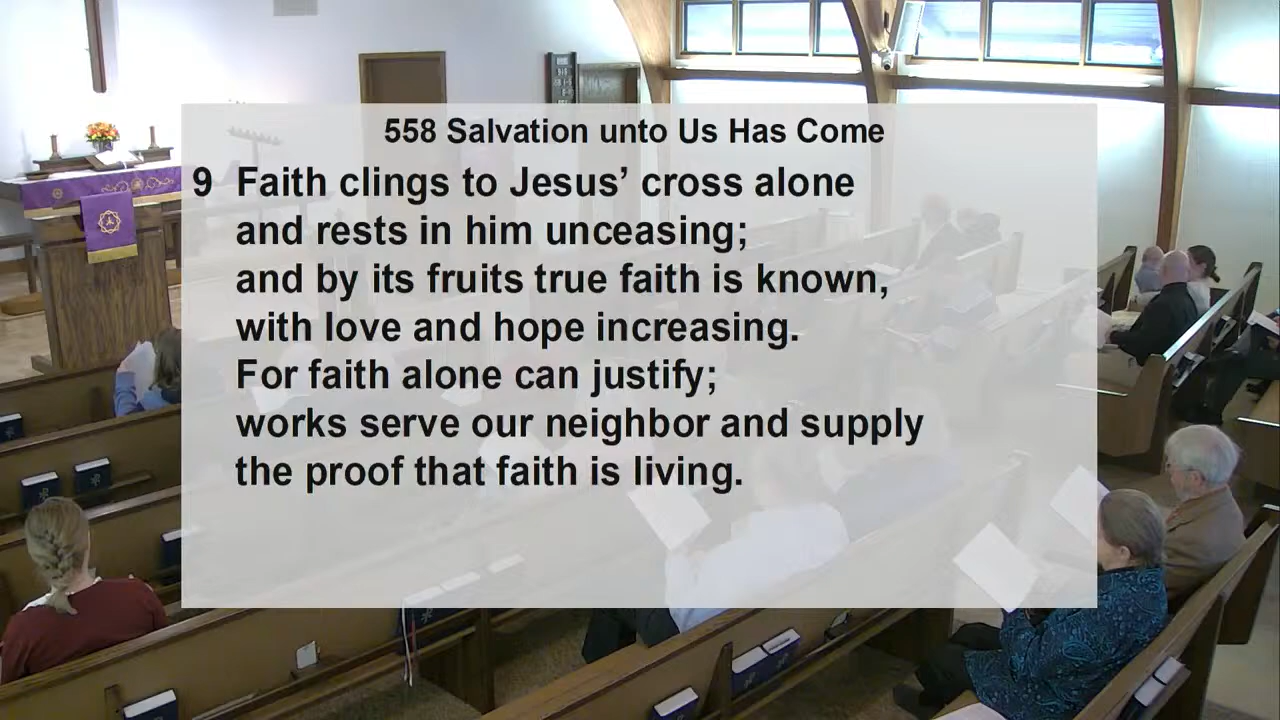 558 Salvation unto Us Has Come
9 Faith clings to Jesus’ cross alone
and rests in him unceasing;
and by its fruits true faith is known,
with love and hope increasing.
For faith alone can justify;
works serve our neighbor and supply
the proof that faith is living.